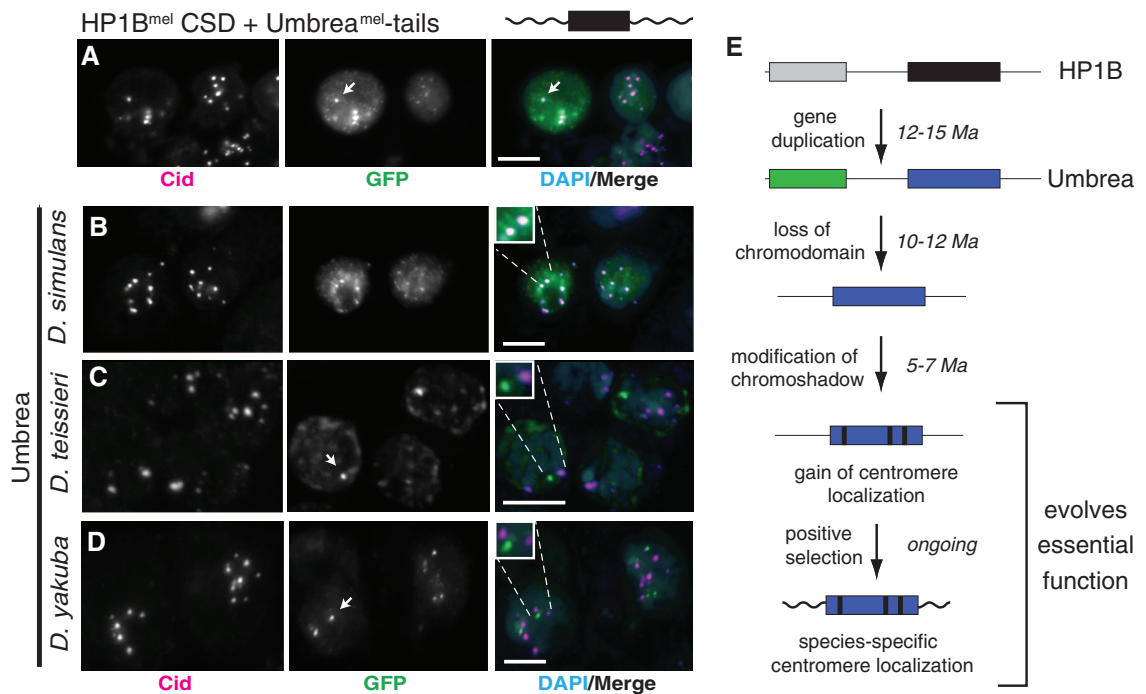 HP1Bmel CSD + Umbreamel-tails
A
Cid
GFP
DAPI/Merge
Umbrea
B
D. simulans
C
D. teissieri
D
D. yakuba
Cid
GFP
DAPI/Merge
E
HP1B
gene
duplication
12-15 Ma
Umbrea
loss of
chromodomain
10-12 Ma
modification of
chromoshadow
5-7 Ma
gain of centromere
localization
positive
selection
ongoing
species-specific
centromere localization
evolves
essential
function